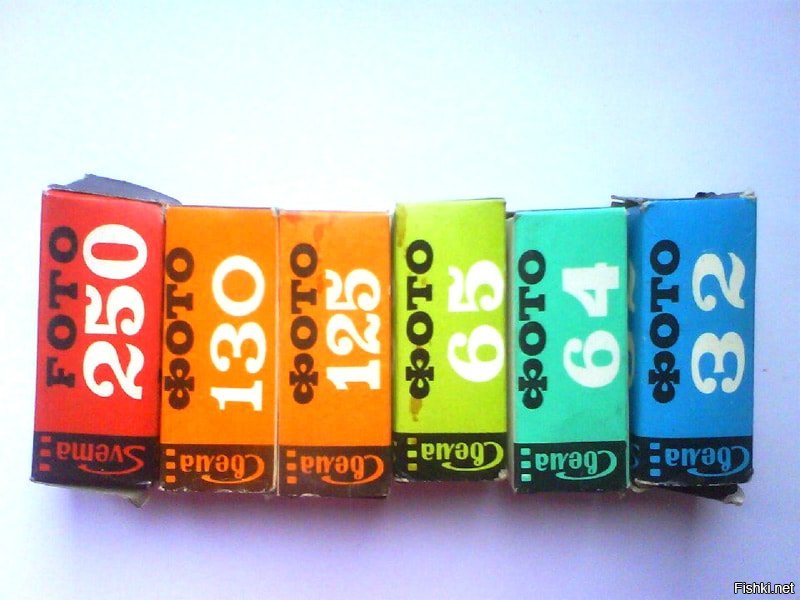 FOTO
250
Svema
ФОТО
130
Свема
ФОТО
125
Свема
ФОТО
65
Свема
ФОТО
64
Свема
ФОТО
32
Свема
Fishki.net